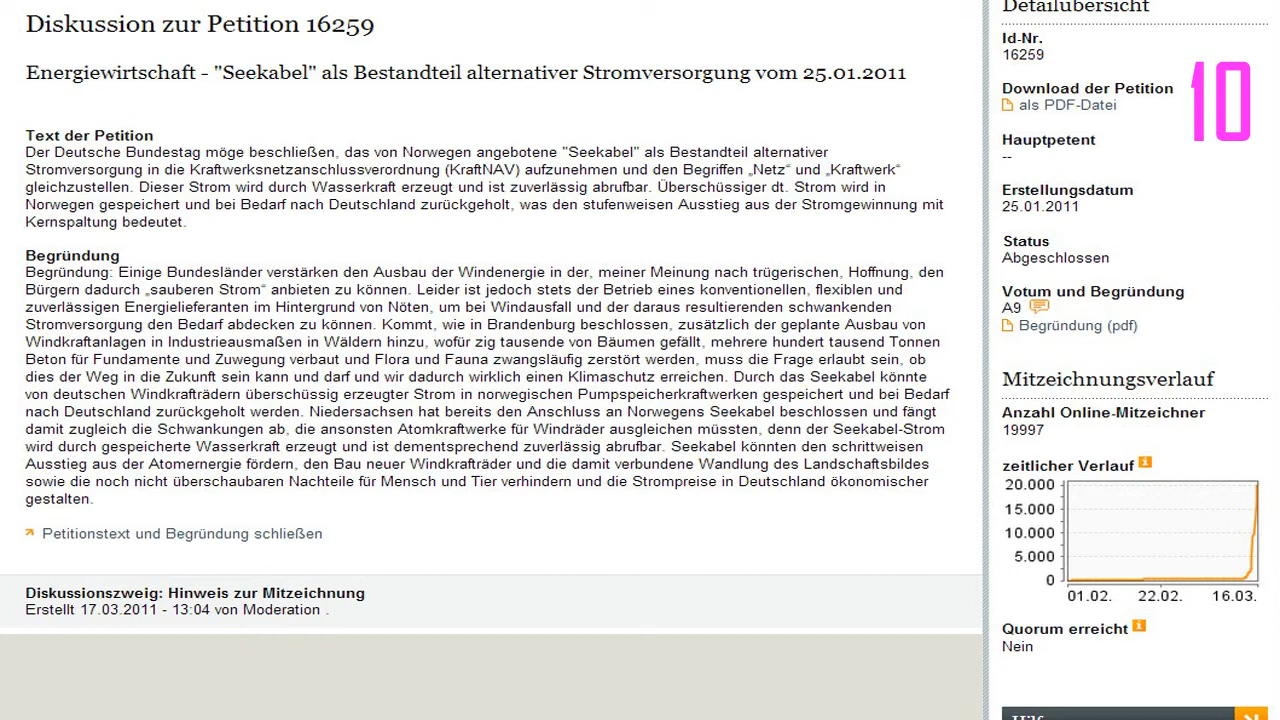 Diskussion zur Petition 16259
Energiewirtschaft - "Seekabel" als Bestandteil alternativer Stromversorgung vom 25.01.2011
Text der Petition
Der Deutsche Bundestag möge beschließen, das von Norwegen angebotene "Seekabel" als Bestandteil alternativer
Stromversorgung in die Kraftwerksnetzanschlussverordnung (KraftNAV) aufzunehmen und den Begriffen „Netz“ und „Kraftwerk“
gleichzustellen. Dieser Strom wird durch Wasserkraft erzeugt und ist zuverlässig abrufbar. Überschüssiger dt. Strom wird in
Norwegen gespeichert und bei Bedarf nach Deutschland zurückgeholt, was den stufenweisen Ausstieg aus der Stromgewinnung mit
Kernspaltung bedeutet.
Begründung
Begründung: Einige Bundesländer verstärken den Ausbau der Windenergie in der, meiner Meinung nach trügerischen, Hoffnung, den
Bürgern dadurch „sauberen Strom“ anbieten zu können. Leider ist jedoch stets der Betrieb eines konventionellen, flexiblen und
zuverlässigen Energielieferanten im Hintergrund von Nöten, um bei Windausfall und der daraus resultierenden schwankenden
Stromversorgung den Bedarf abdecken zu können. Kommt, wie in Brandenburg beschlossen, zusätzlich der geplante Ausbau von
Windkraftanlagen in Industrieausmaßen in Wäldern hinzu, wofür zig tausende von Bäumen gefällt, mehrere hundert tausend Tonnen
Beton für Fundamente und Zuwegung verbaut und Flora und Fauna zwangsläufig zerstört werden, muss die Frage erlaubt sein, ob
dies der Weg in die Zukunft sein kann und darf und wir dadurch wirklich einen Klimaschutz erreichen. Durch das Seekabel könnte
von deutschen Windkrafträdern überschüssig erzeugter Strom in norwegischen Pumpspeicherkraftwerken gespeichert und bei Bedarf
nach Deutschland zurückgeholt werden. Niedersachsen hat bereits den Anschluss an Norwegens Seekabel beschlossen und fängt
damit zugleich die Schwankungen ab, die ansonsten Atomkraftwerke für Windräder ausgleichen müssten, denn der Seekabel-Strom
wird durch gespeicherte Wasserkraft erzeugt und ist dementsprechend zuverlässig abrufbar. Seekabel könnten den schrittweisen
Ausstieg aus der Atomenergie fördern, den Bau neuer Windkrafträder und die damit verbundene Wandlung des Landschaftsbildes
sowie die noch nicht überschaubaren Nachteile für Mensch und Tier verhindern und die Strompreise in Deutschland ökonomischer
gestalten.
Petitionstext und Begründung schließen
Diskussionszweig: Hinweis zur Mitzeichnung
Erstellt 17.03.2011 - 13:04 von Moderation .
Detailübersicht
Id-Nr.
16259
10
Download der Petition
als PDF-Datei
Hauptpetent
--
Erstellungsdatum
25.01.2011
Status
Abgeschlossen
Votum und Begründung
A9
Begründung (pdf)
Mitzeichnungsverlauf
Anzahl Online-Mitzeichner
19997
zeitlicher Verlauf
20.000
15.000
10.000
5.000
0
01.02. 22.02. 16.03.
Quorum erreicht
Nein
Hilfe